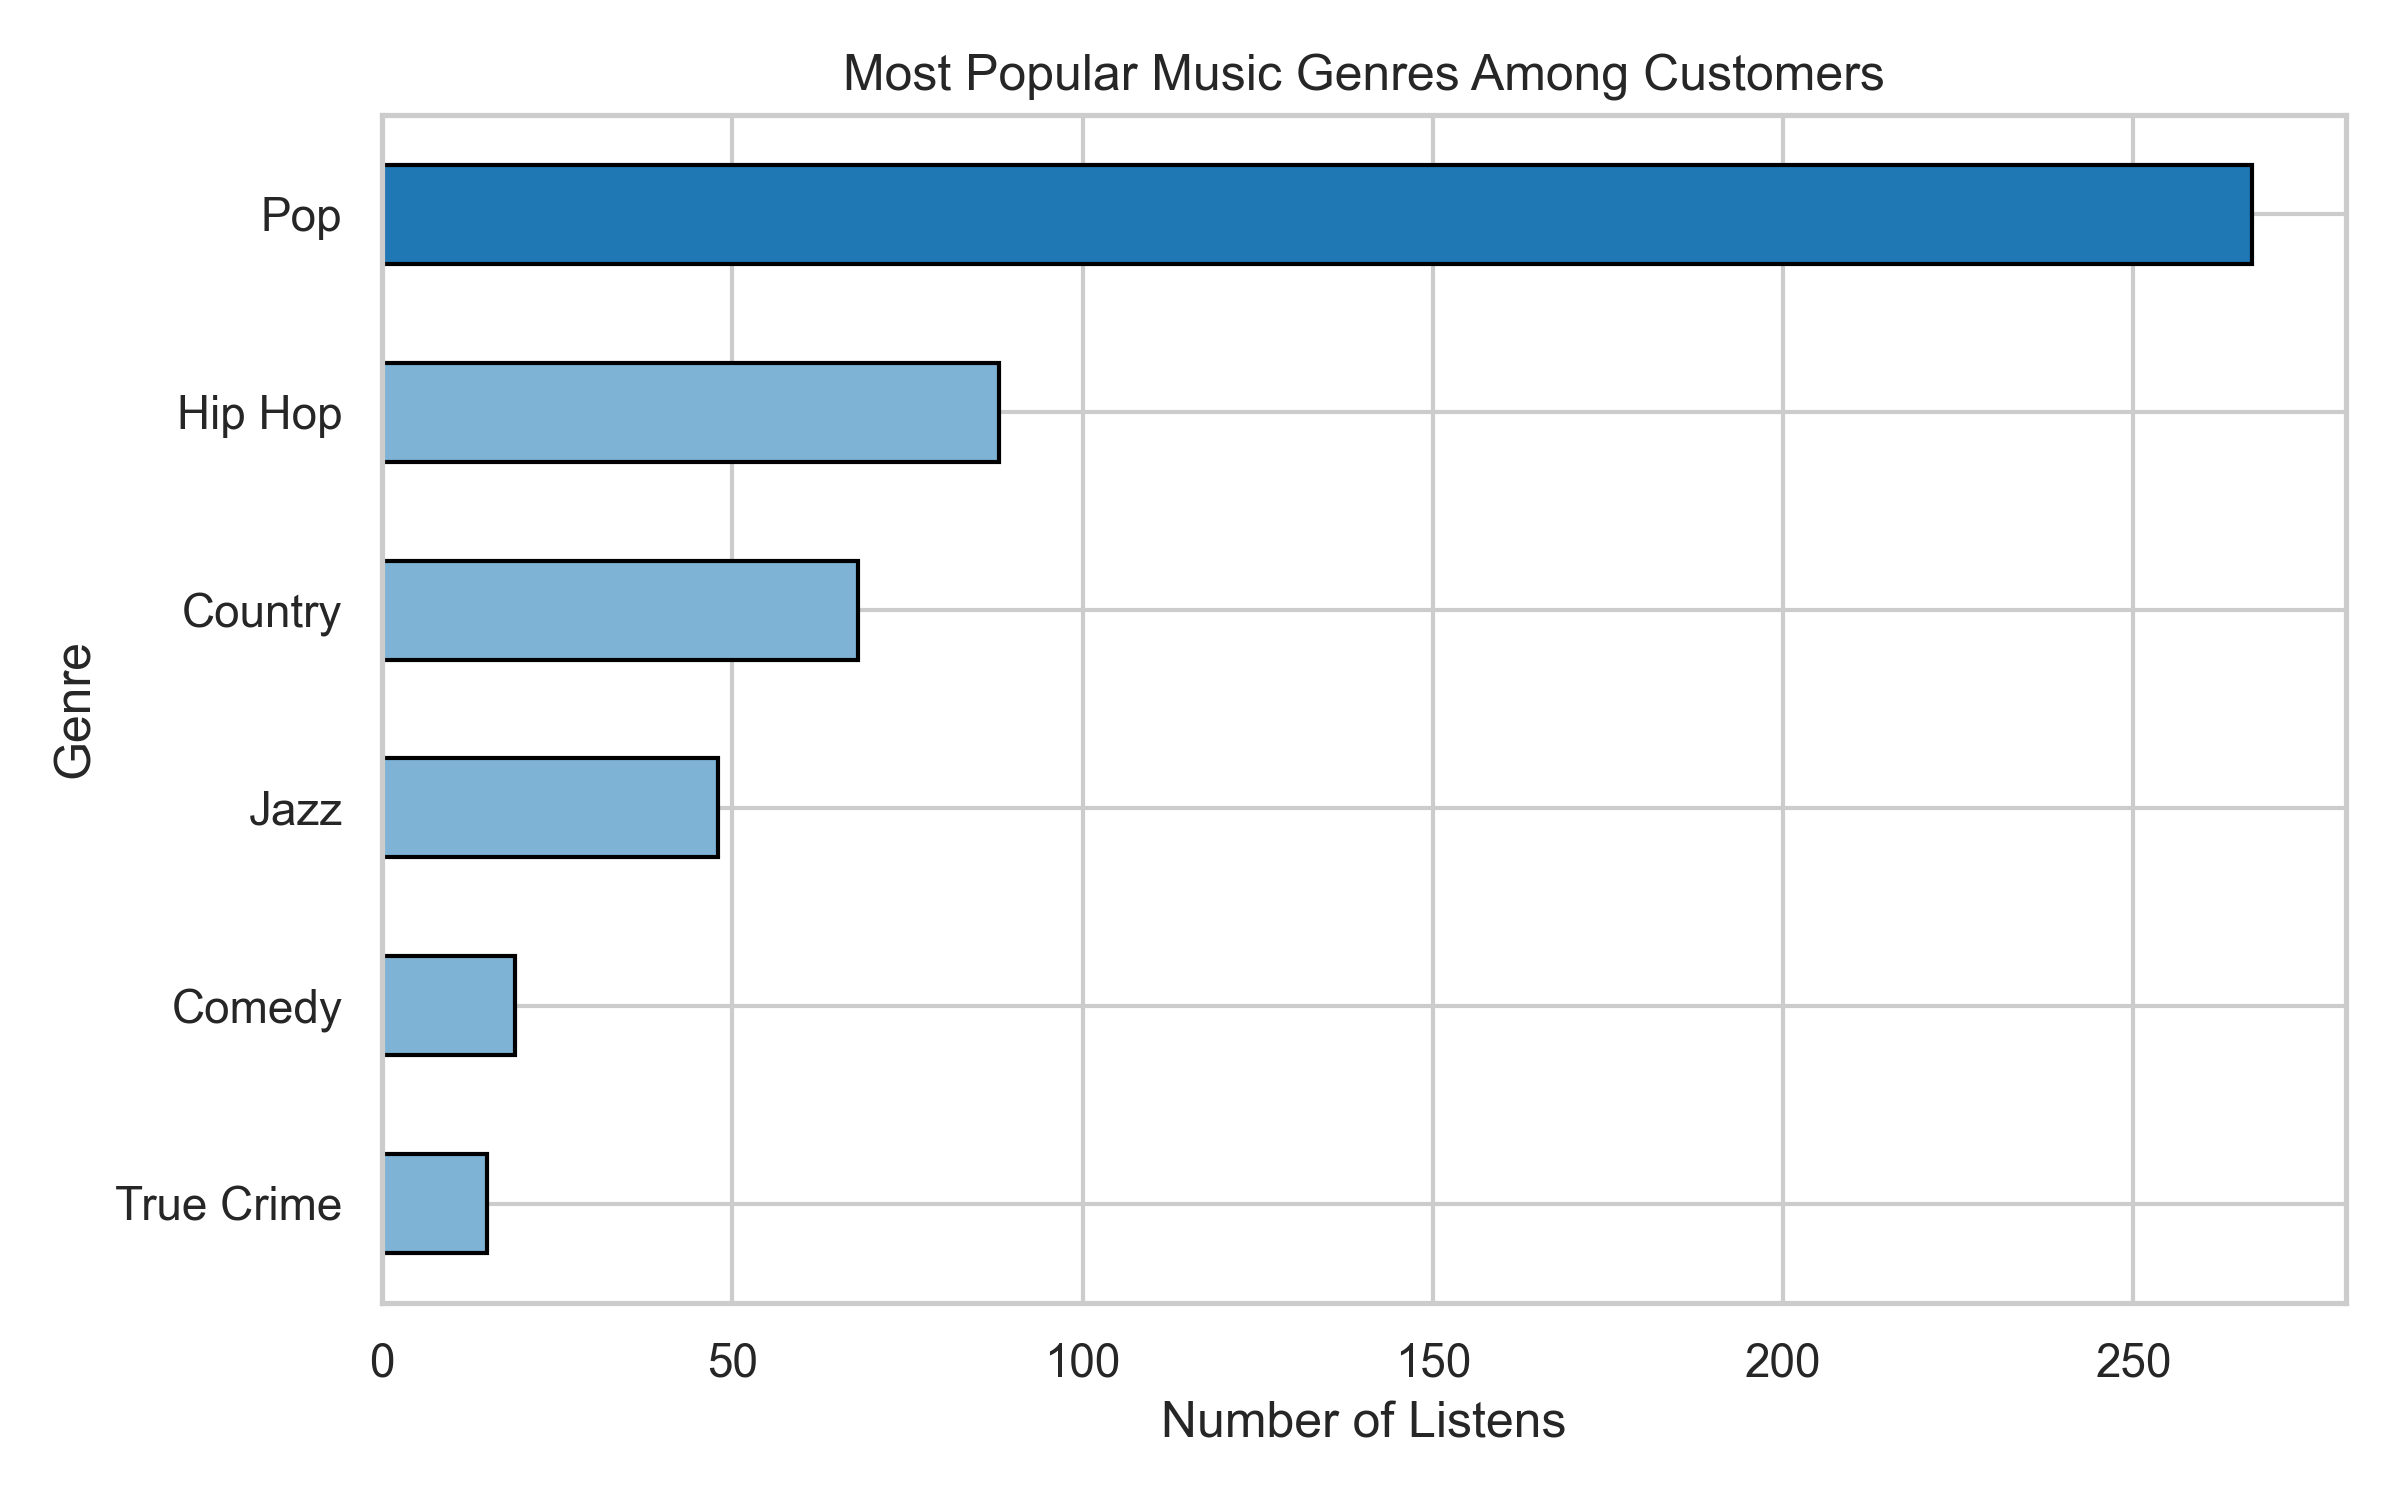 Most Popular Music Genres Among Customers
Genre
Pop
Hip Hop
Country
Jazz
Comedy
True Crime
0 50 100 150 200 250
Number of Listens